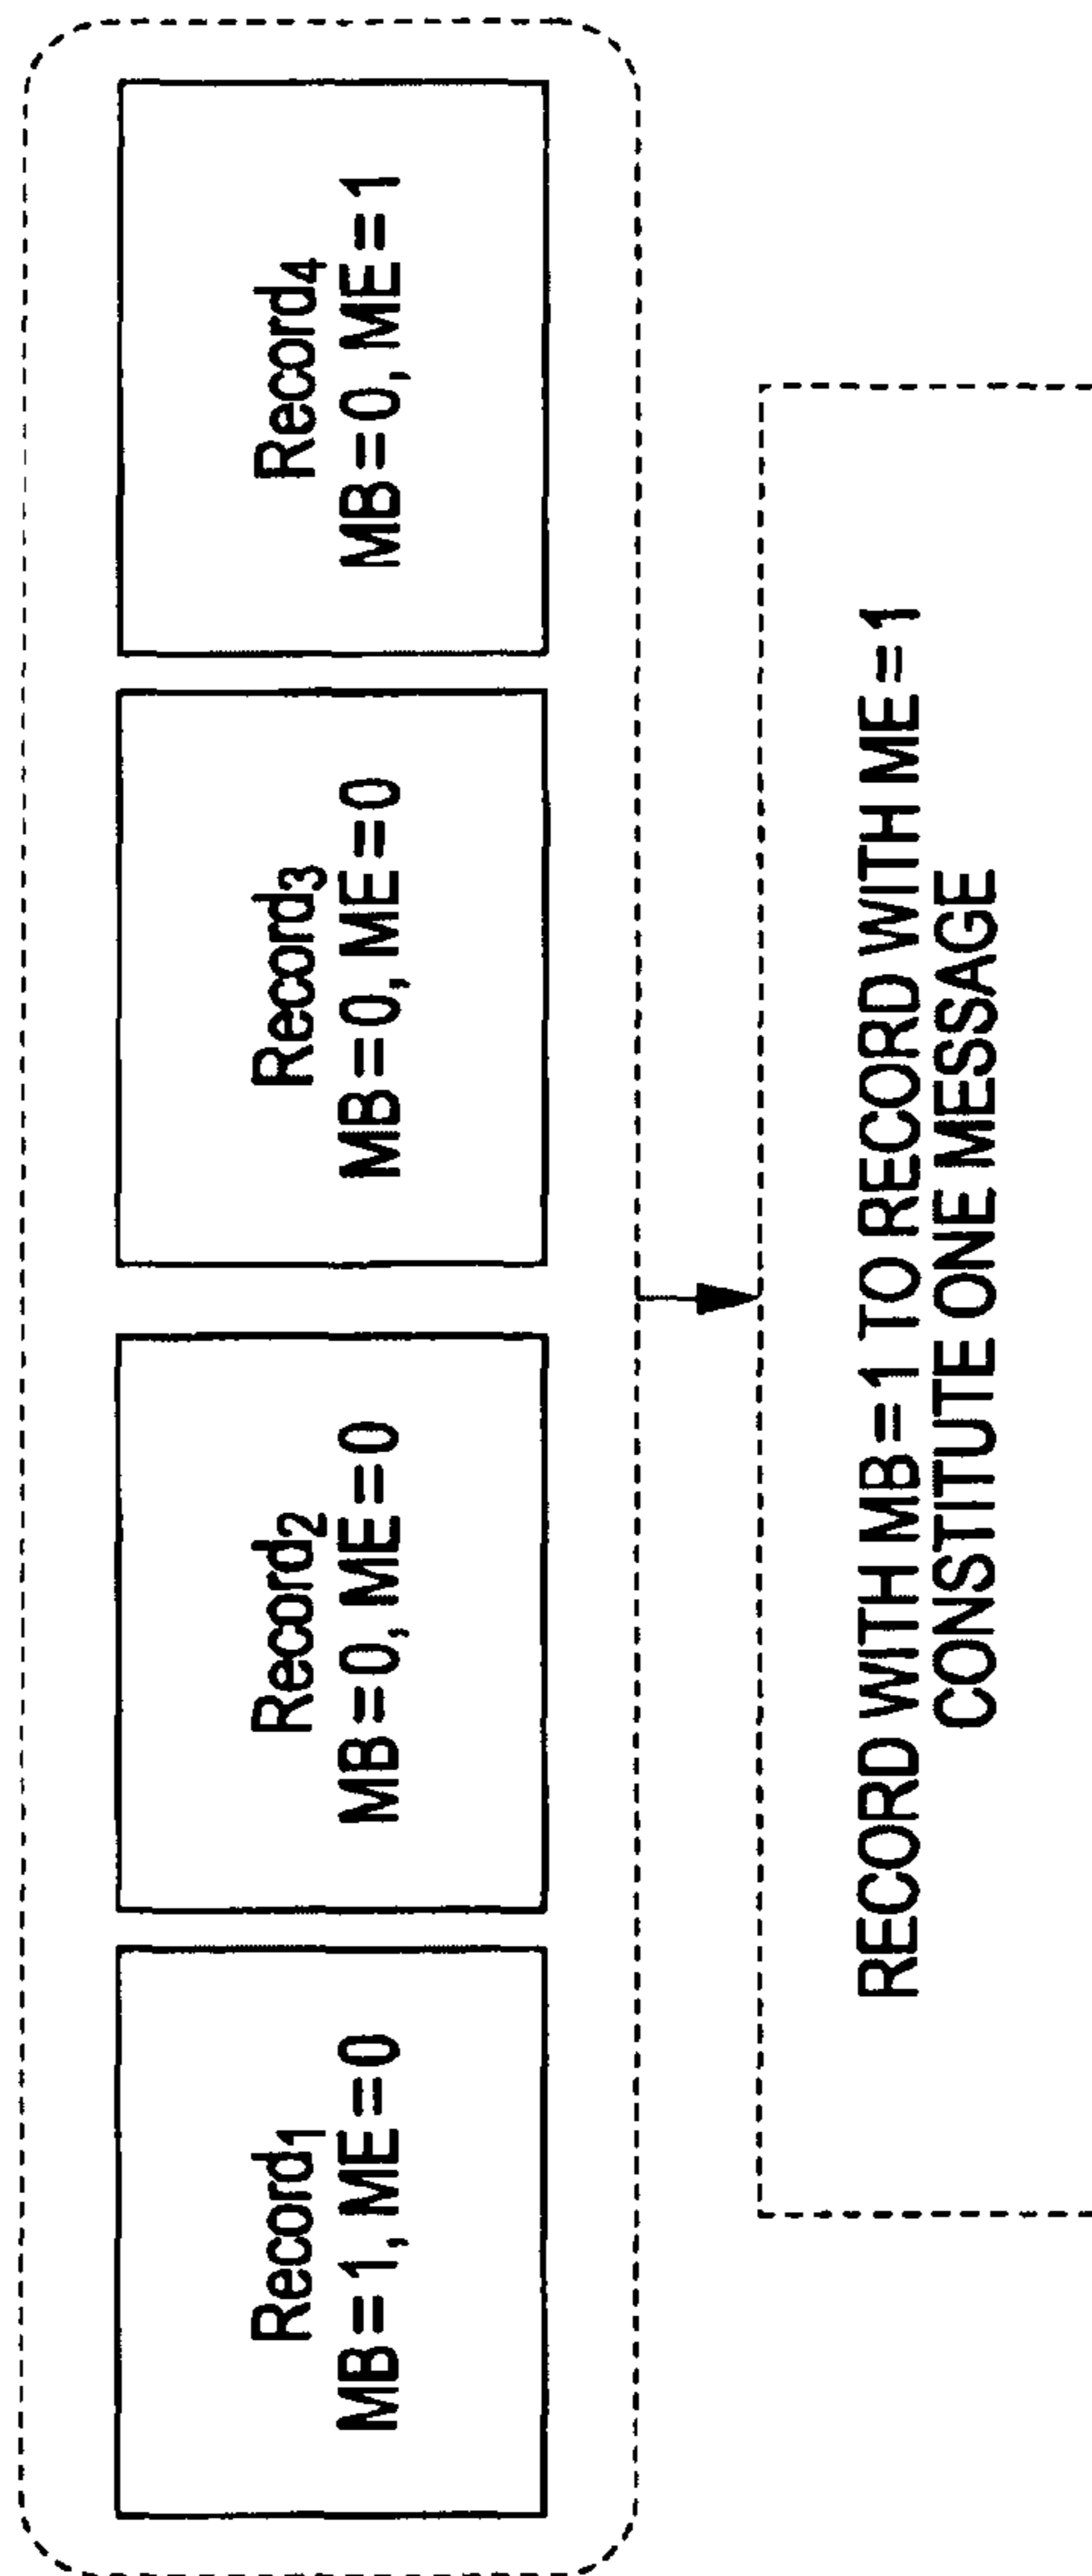 Record1
MB=1, ME=0
Record2
MB=0, ME=0
Record3
MB=0, ME=0
Record4
MB=0, ME=1
RECORD WITH MB=1 TO RECORD WITH ME=1
CONSTITUTE ONE MESSAGE